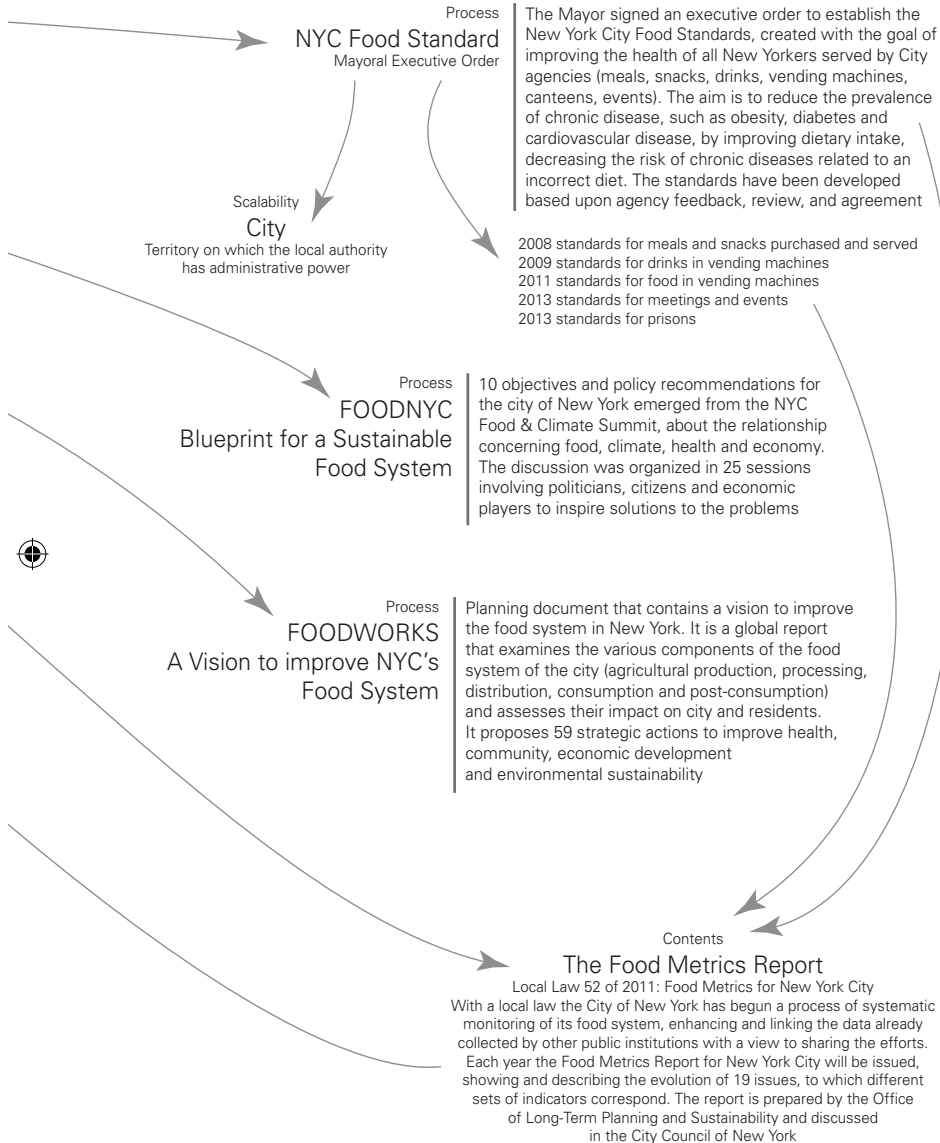 Process
NYC Food Standard
Mayoral Executive Order
The Mayor signed an executive order to establish the
New York City Food Standards, created with the goal of
improving the health of all New Yorkers served by City
agencies (meals, snacks, drinks, vending machines,
canteens, events). The aim is to reduce the prevalence
of chronic disease, such as obesity, diabetes and
cardiovascular disease, by improving dietary intake,
decreasing the risk of chronic diseases related to an
incorrect diet. The standards have been developed
based upon agency feedback, review, and agreement
Scalability
City
Territory on which the local authority
has administrative power
2008 standards for meals and snacks purchased and served
2009 standards for drinks in vending machines
2011 standards for food in vending machines
2013 standards for meetings and events
2013 standards for prisons
Process
FOODNYC
Blueprint for a Sustainable
Food System
10 objectives and policy recommendations for
the city of New York emerged from the NYC
Food & Climate Summit, about the relationship
concerning food, climate, health and economy.
The discussion was organized in 25 sessions
involving politicians, citizens and economic
players to inspire solutions to the problems
Process
FOODWORKS
A Vision to improve NYC's
Food System
Planning document that contains a vision to improve
the food system in New York. It is a global report
that examines the various components of the food
system of the city (agricultural production, processing,
distribution, consumption and post-consumption)
and assesses their impact on city and residents.
It proposes 59 strategic actions to improve health,
community, economic development
and environmental sustainability
Contents
The Food Metrics Report
Local Law 52 of 2011: Food Metrics for New York City
With a local law the City of New York has begun a process of systematic
monitoring of its food system, enhancing and linking the data already
collected by other public institutions with a view to sharing the efforts.
Each year the Food Metrics Report for New York City will be issued,
showing and describing the evolution of 19 issues, to which different
sets of indicators correspond. The report is prepared by the Office
of Long-Term Planning and Sustainability and discussed
in the City Council of New York